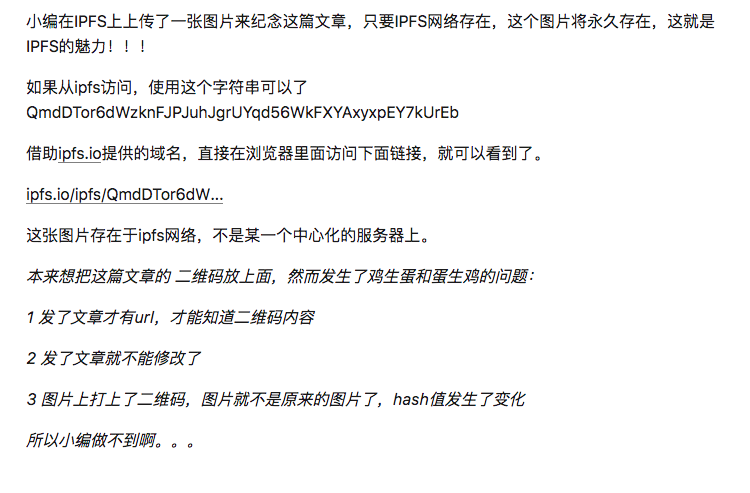 小编在IPFS上上传了一张图片来纪念这篇文章，只要IPFS网络存在，这个图片将永久存在，这就是
IPFS的魅力！！！
如果从ipfs访问，使用这个字符串可以了
QmdDTor6dWzknFJPJuhJgrUYqd56WkFXYAxyxpEY7kUrEb
借助ipfs.io提供的域名，直接在浏览器里面访问下面链接，就可以看到了。
ipfs.io/ipfs/QmdDTor6dW...
这张图片存在于ipfs网络，不是某一个中心化的服务器上。
本来想把这篇文章的 二维码放上面，然而发生了鸡生蛋和蛋生鸡的问题：
1 发了文章才有url，才能知道二维码内容
2 发了文章就不能修改了
3 图片上打上了二维码，图片就不是原来的图片了，hash值发生了变化
所以小编做不到啊。。。